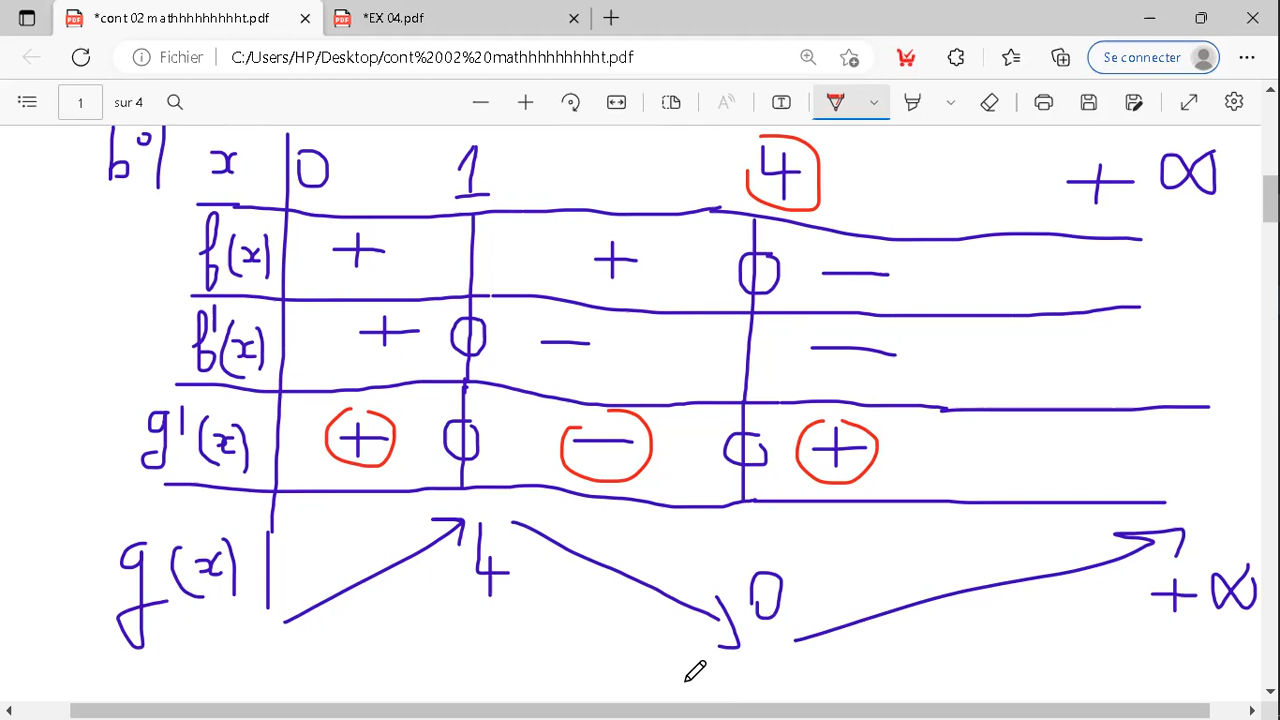 *cont 02 mathhhhhhhhht.pdf
*EX 04.pdf
Fichier C:/Users/HP/Desktop/cont%2002%20mathhhhhhhhht.pdf
Se connecter
1 sur 4
b°/ x 0 1 4 + ∞
f(x) + + 0 −
f'(x) + 0 − −
g'(x) + 0 − 0 +
g(x) 4 0 + ∞